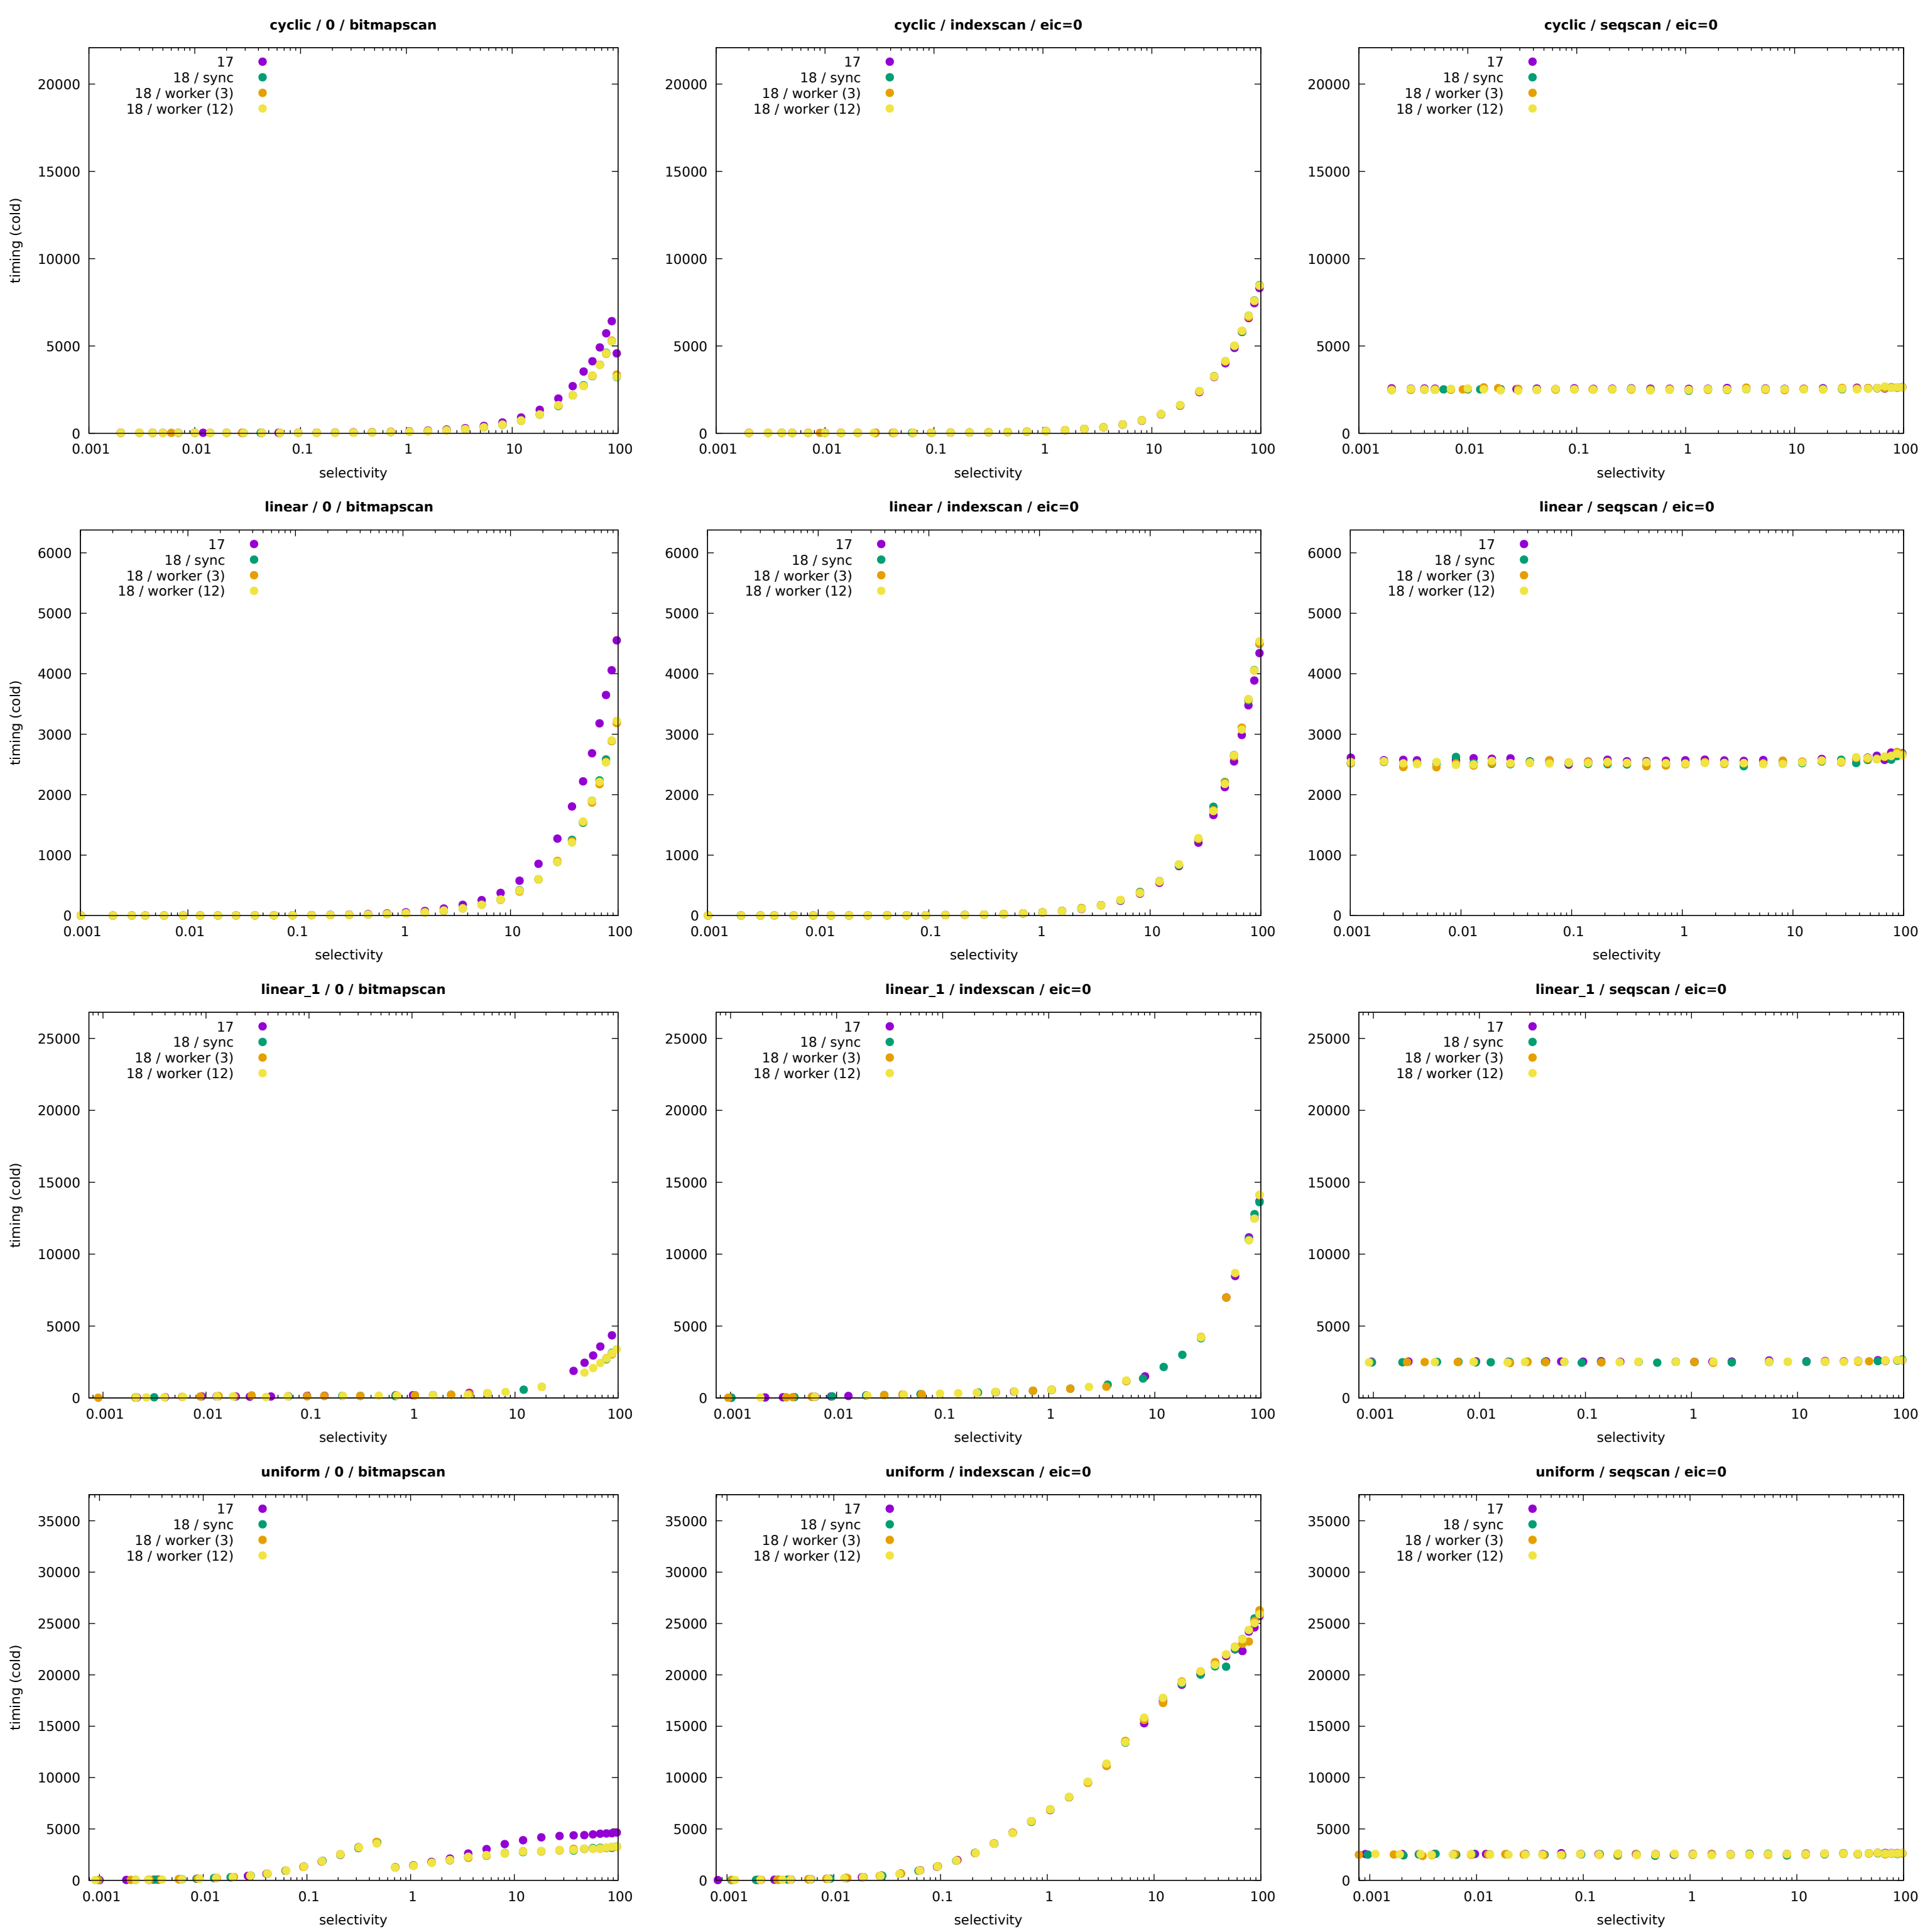 cyclic / 0 / bitmapscan
timing (cold)
20000
15000
10000
5000
0
17
18 / sync
18 / worker (3)
18 / worker (12)
0.001 0.01 0.1 1 10 100
selectivity
cyclic / indexscan / eic=0
20000
15000
10000
5000
0
17
18 / sync
18 / worker (3)
18 / worker (12)
0.001 0.01 0.1 1 10 100
selectivity
cyclic / seqscan / eic=0
20000
15000
10000
5000
0
17
18 / sync
18 / worker (3)
18 / worker (12)
0.001 0.01 0.1 1 10 100
selectivity
linear / 0 / bitmapscan
timing (cold)
6000
5000
4000
3000
2000
1000
0
17
18 / sync
18 / worker (3)
18 / worker (12)
0.001 0.01 0.1 1 10 100
selectivity
linear / indexscan / eic=0
6000
5000
4000
3000
2000
1000
0
17
18 / sync
18 / worker (3)
18 / worker (12)
0.001 0.01 0.1 1 10 100
selectivity
linear / seqscan / eic=0
6000
5000
4000
3000
2000
1000
0
17
18 / sync
18 / worker (3)
18 / worker (12)
0.001 0.01 0.1 1 10 100
selectivity
linear_1 / 0 / bitmapscan
timing (cold)
25000
20000
15000
10000
5000
0
17
18 / sync
18 / worker (3)
18 / worker (12)
0.001 0.01 0.1 1 10 100
selectivity
linear_1 / indexscan / eic=0
25000
20000
15000
10000
5000
0
17
18 / sync
18 / worker (3)
18 / worker (12)
0.001 0.01 0.1 1 10 100
selectivity
linear_1 / seqscan / eic=0
25000
20000
15000
10000
5000
0
17
18 / sync
18 / worker (3)
18 / worker (12)
0.001 0.01 0.1 1 10 100
selectivity
uniform / 0 / bitmapscan
timing (cold)
35000
30000
25000
20000
15000
10000
5000
0
17
18 / sync
18 / worker (3)
18 / worker (12)
0.001 0.01 0.1 1 10 100
selectivity
uniform / indexscan / eic=0
35000
30000
25000
20000
15000
10000
5000
0
17
18 / sync
18 / worker (3)
18 / worker (12)
0.001 0.01 0.1 1 10 100
selectivity
uniform / seqscan / eic=0
35000
30000
25000
20000
15000
10000
5000
0
17
18 / sync
18 / worker (3)
18 / worker (12)
0.001 0.01 0.1 1 10 100
selectivity